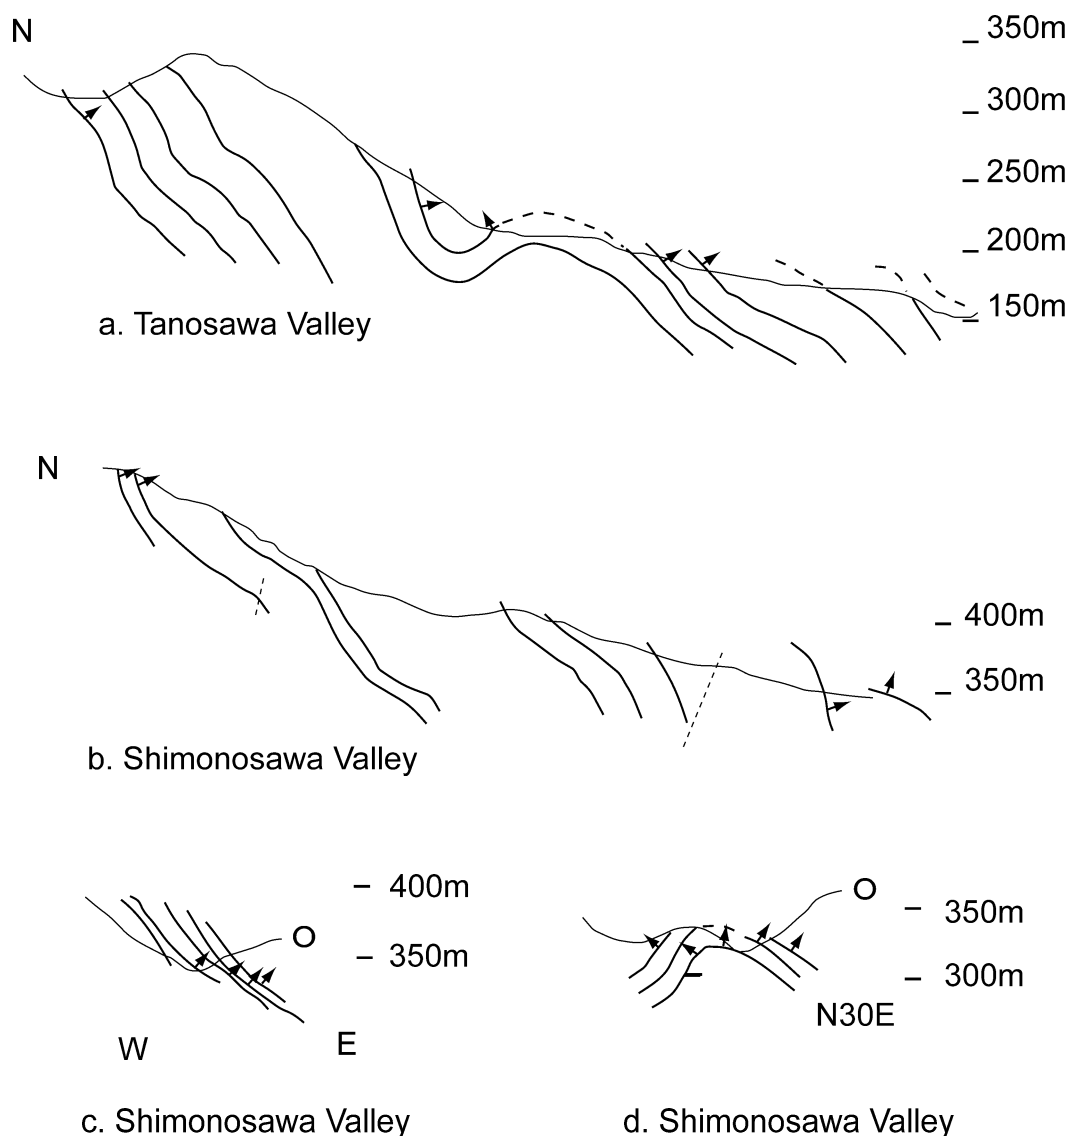 N
350m
300m
250m
200m
150m
a. Tanosawa Valley
N
400m
350m
b. Shimonosawa Valley
400m
O
350m
W
E
c. Shimonosawa Valley
O
350m
300m
N30E
d. Shimonosawa Valley